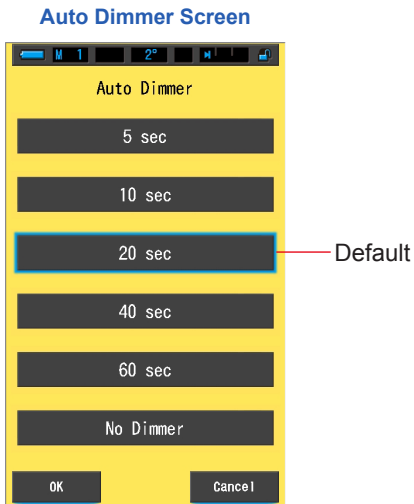 Auto Dimmer Screen
M 1 2°
Auto Dimmer
5 sec
10 sec
20 sec
Default
40 sec
60 sec
No Dimmer
OK Cancel